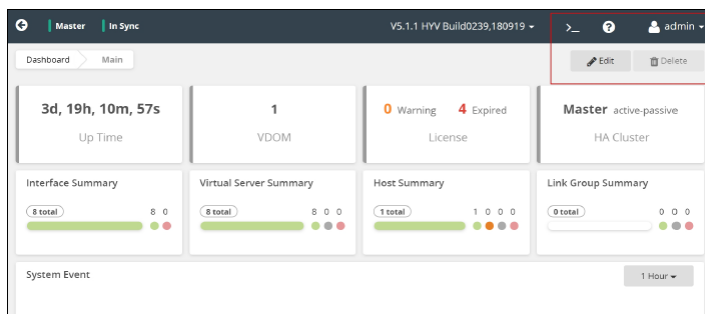 Master In Sync V5.1.1 HYV Build0239,180919 >_ ? admin
Dashboard Main Edit Delete
3d, 19h, 10m, 57s 1 0 Warning 4 Expired Master active-passive
Up Time VDOM License HA Cluster
Interface Summary Virtual Server Summary Host Summary Link Group Summary
8 total 8 0 8 total 8 0 0 1 total 1 0 0 0 0 total 0 0 0
System Event 1 Hour